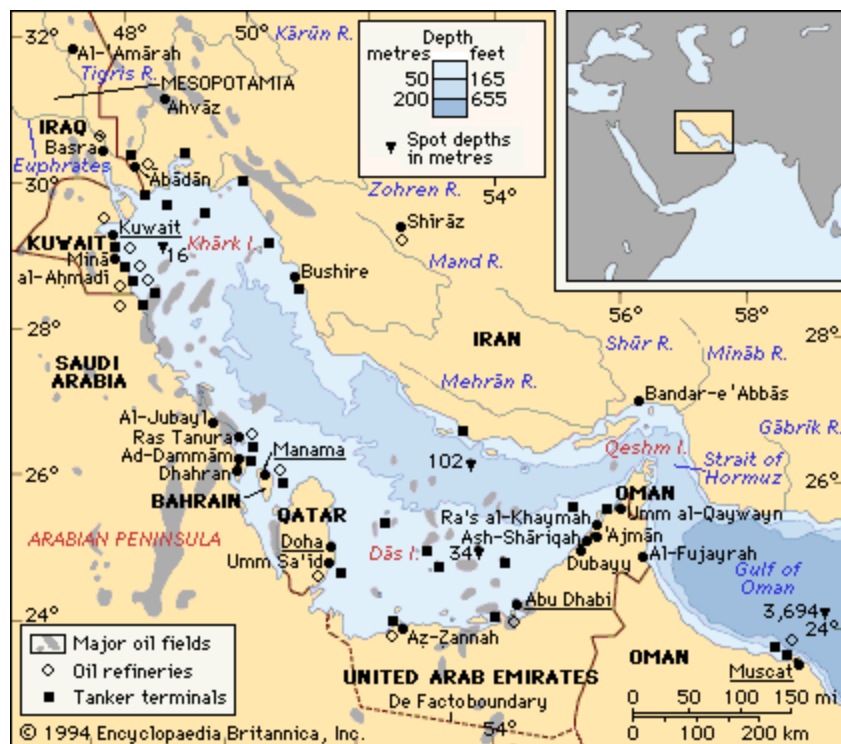 32°
48°
50°
Kārūn R.
Al-'Amārah
Tigris R.
MESOPOTAMIA
Ahvāz
IRAQ
Basra
Euphrates
Ābādān
30°
Depth
metres
feet
50
165
200
655
Spot depths
in metres
Zohren R.
54°
Shīrāz
Kuwait
KUWAIT
Minā
al-Aḥmadī
Khārk I.
16
Mand R.
Bushire
28°
IRAN
56°
58°
28°
Shūr R.
Mināb R.
SAUDI
ARABIA
Mehrān R.
Bandar-e 'Abbās
Gābrīk R.
Al-Jubayl
Ras Tanura
Ad-Dammām
Dhahran
Manama
Qeshm I.
102
Strait of
Hormuz
26°
26°
BAHRAIN
QATAR
OMAN
Ra's al-Khaymah
Umm al-Qaywayn
ARABIAN PENINSULA
Doha
Ash-Shāriqah
'Ajmān
Umm Sa'īd
Dās I.
34
Dubayy
Al-Fujayrah
Gulf of
Oman
Abu Dhabi
3,694
24°
24°
Aẓ-Ẓannah
Major oil fields
Oil refineries
Tanker terminals
UNITED ARAB EMIRATES
De Factoboundary
OMAN
Muscat
0 50 100 150 mi
0 100 200 km
54°
© 1994 Encyclopaedia Britannica, Inc.